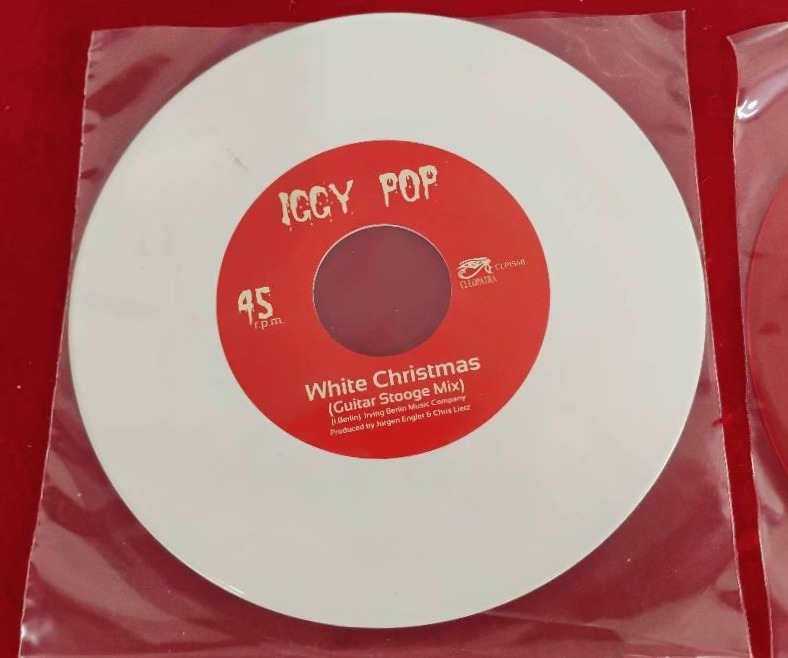 IGGY POP
45
r.p.m.
CLP1548
CLEOPATRA
White Christmas
(Guitar Stooge Mix)
(I.Berlin) Irving Berlin Music Company
Produced by Jürgen Engler & Chris Lietz